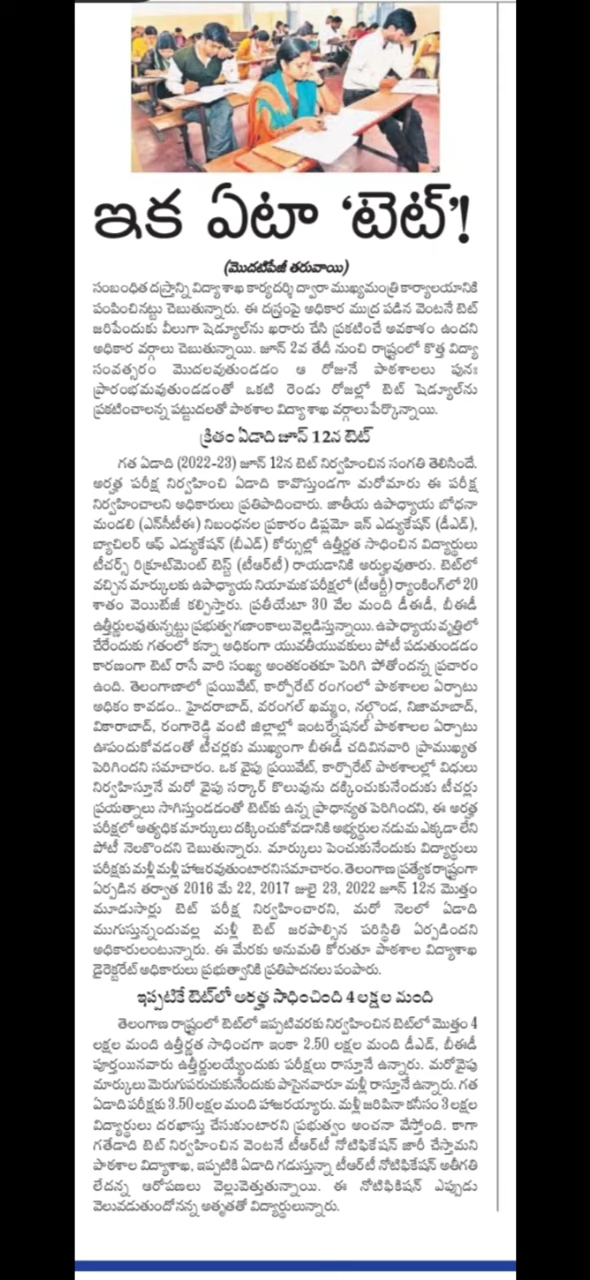 ఇక ఏటా ‘టెట్’!
(మొదటిపేజీ తరువాయి)
సంబంధిత దస్త్రాన్ని విద్యాశాఖ కార్యదర్శి ద్వారా ముఖ్యమంత్రి కార్యాలయానికి
పంపించినట్టు చెబుతున్నారు. ఈ దస్త్రంపై అధికార ముద్ర పడిన వెంటనే టెట్
జరిపేందుకు వీలుగా షెడ్యూల్‌ను ఖరారు చేసి ప్రకటించే అవకాశం ఉందని
అధికార వర్గాలు చెబుతున్నాయి. జూన్ 2వ తేదీ నుంచి రాష్ట్రంలో కొత్త విద్యా
సంవత్సరం మొదలవుతుండడం ఆ రోజునే పాఠశాలలు పునః
ప్రారంభమవుతుండడంతో ఒకటి రెండు రోజుల్లో టెట్ షెడ్యూల్‌ను
ప్రకటించాలన్న పట్టుదలతో పాఠశాల విద్యాశాఖ వర్గాలు పేర్కొన్నాయి.
క్రితం ఏడాది జూన్ 12న టెట్
గత ఏడాది (2022-23) జూన్ 12న టెట్ నిర్వహించిన సంగతి తెలిసిందే.
అర్హత పరీక్ష నిర్వహించి ఏడాది కావొస్తుండగా మరోమారు ఈ పరీక్ష
నిర్వహించాలని అధికారులు ప్రతిపాదించారు. జాతీయ ఉపాధ్యాయ బోధనా
మండలి (ఎన్‌సీటీఈ) నిబంధనల ప్రకారం డిప్లమో ఇన్ ఎడ్యుకేషన్ (డీఎడ్),
బ్యాచిలర్ ఆఫ్ ఎడ్యుకేషన్ (బీఎడ్) కోర్సుల్లో ఉత్తీర్ణత సాధించిన విద్యార్థులు
టీచర్స్ రిక్రూట్‌మెంట్ టెస్ట్ (టీఆర్‌టీ) రాయడానికి అర్హులవుతారు. టెట్‌లో
వచ్చిన మార్కులకు ఉపాధ్యాయ నియామక పరీక్షలో (టీఆర్టీ) ర్యాంకింగ్‌లో 20
శాతం వెయిటేజీ కల్పిస్తారు. ప్రతీయేటా 30 వేల మంది డీఈడీ, బీఈడీ
ఉత్తీర్ణులవుతున్నట్టు ప్రభుత్వ గణాంకాలు వెల్లడిస్తున్నాయి. ఉపాధ్యాయ వృత్తిలో
చేరేందుకు గతంలో కన్నా అధికంగా యువతీయువకులు పోటీ పడుతుండడం
కారణంగా టెట్ రాసే వారి సంఖ్య అంతకంతకూ పెరిగి పోతోందన్న ప్రచారం
ఉంది. తెలంగాణాలో ప్రయివేట్, కార్పోరేట్ రంగంలో పాఠశాలల ఏర్పాటు
అధికం కావడం.. హైదరాబాద్, వరంగల్ ఖమ్మం, నల్గొండ, నిజామాబాద్,
వికారాబాద్, రంగారెడ్డి వంటి జిల్లాల్లో ఇంటర్నేషనల్ పాఠశాలల ఏర్పాటు
ఊపందుకోవడంతో టీచర్లకు ముఖ్యంగా బీఈడీ చదివినవారి ప్రాముఖ్యత
పెరిగిందని సమాచారం. ఒక వైపు ప్రయివేట్, కార్పొరేట్ పాఠశాలల్లో విధులు
నిర్వహిస్తూనే మరో వైపు సర్కార్ కొలువును దక్కించుకునేందుకు టీచర్లు
ప్రయత్నాలు సాగిస్తుండడంతో టెట్‌కు ఉన్న ప్రాధాన్యత పెరిగిందని, ఈ అర్హత
పరీక్షలో అత్యధిక మార్కులు దక్కించుకోవడానికి అభ్యర్థుల నడుమ ఎక్కడా లేని
పోటీ నెలకొందని చెబుతున్నారు. మార్కులు పెంచుకునేందుకు విద్యార్థులు
పరీక్షకు మళ్లీ మళ్లీ హాజరవుతుంటారని సమాచారం. తెలంగాణ ప్రత్యేక రాష్ట్రంగా
ఏర్పడిన తర్వాత 2016 మే 22, 2017 జులై 23, 2022 జూన్ 12న మొత్తం
మూడుసార్లు టెట్ పరీక్ష నిర్వహించారని, మరో నెలలో ఏడాది
ముగుస్తున్నందువల్ల మళ్లీ టెట్ జరపాల్సిన పరిస్థితి ఏర్పడిందని
అధికారులంటున్నారు. ఈ మేరకు అనుమతి కోరుతూ పాఠశాల విద్యాశాఖ
డైరెక్టరేట్ అధికారులు ప్రభుత్వానికి ప్రతిపాదనలు పంపారు.
ఇప్పటికే టెట్‌లో అర్హత సాధించింది 4 లక్షల మంది
తెలంగాణ రాష్ట్రంలో టెట్‌లో ఇప్పటివరకు నిర్వహించిన టెట్‌లో మొత్తం 4
లక్షల మంది ఉత్తీర్ణత సాధించగా ఇంకా 2.50 లక్షల మంది డీఎడ్, బీఈడీ
పూర్తయినవారు ఉత్తీర్ణులయ్యేందుకు పరీక్షలు రాస్తూనే ఉన్నారు. మరోవైపు
మార్కులు మెరుగుపరుచుకునేందుకు పాసైనవారూ మళ్లీ రాస్తూనే ఉన్నారు. గత
ఏడాది పరీక్షకు 3.50 లక్షల మంది హాజరయ్యారు. మళ్లీ జరిపినా కనీసం 3 లక్షల
విద్యార్థులు దరఖాస్తు చేసుకుంటారని ప్రభుత్వం అంచనా వేస్తోంది. కాగా
గతేడాది టెట్ నిర్వహించిన వెంటనే టీఆర్‌టీ నోటిఫికేషన్ జారీ చేస్తామని
పాఠశాల విద్యాశాఖ, ఇప్పటికి ఏడాది గడుస్తున్నా టీఆర్‌టీ నోటిఫికేషన్ అతీగతి
లేదన్న ఆరోపణలు వెల్లువెత్తుతున్నాయి. ఈ నోటిఫికిషన్ ఎప్పుడు
వెలువడుతుందోనన్న ఆతృతతో విద్యార్థులున్నారు.